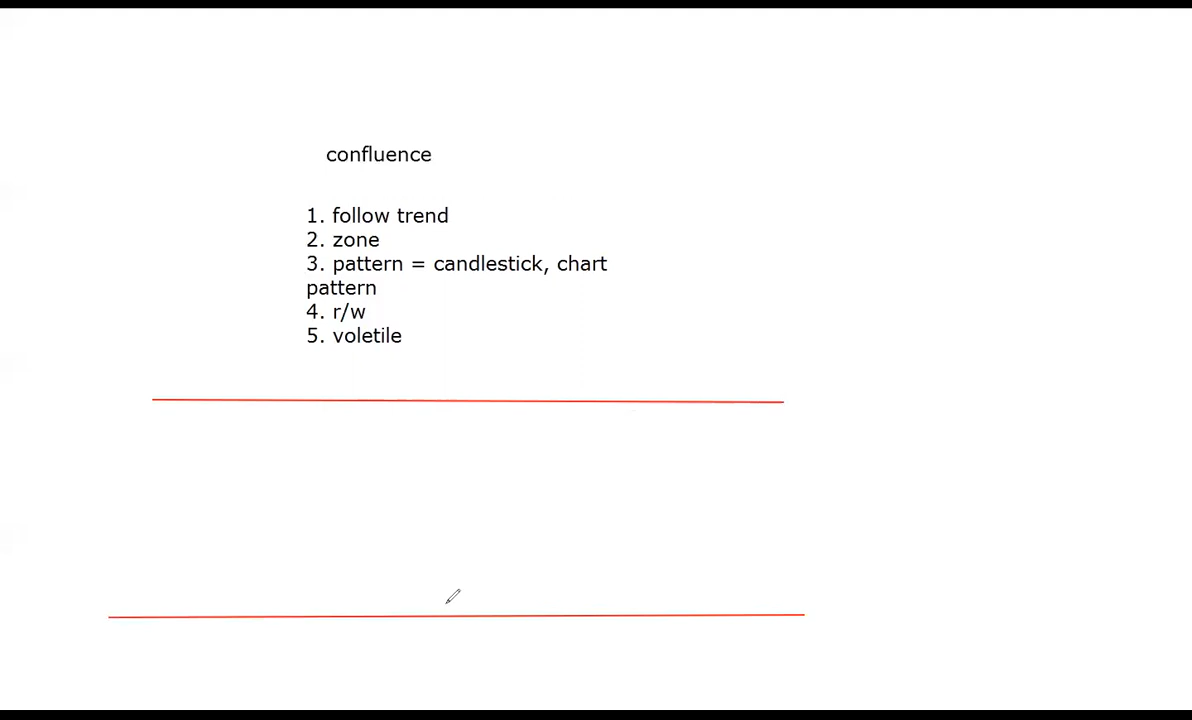 confluence
1. follow trend
2. zone
3. pattern = candlestick, chart
pattern
4. r/w
5. voletile